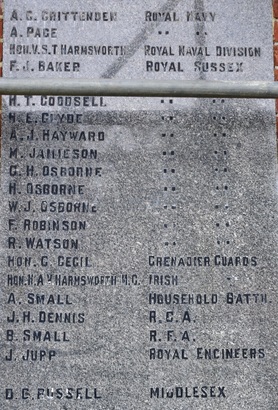 A. C. CRITTENDEN ROYAL NAVY
A. PAGE " "
HON. V. S. T HARMSWORTH ROYAL NAVAL DIVISION
F. J. BAKER ROYAL SUSSEX
H. T. GOODSELL " "
H. E. CLYDE " "
A. J. HAYWARD " "
M. JAMIESON " "
C. H. OSBORNE " "
H. OSBORNE " "
W. J. OSBORNE " "
F. ROBINSON " "
R. WATSON " "
HON. G. CECIL GRENADIER GUARDS
HON. H. A. V HARMSWORTH M.C. IRISH "
A. SMALL HOUSEHOLD BATTN.
J. H. DENNIS R. G. A.
B. SMALL R. F. A.
J. JUPP ROYAL ENGINEERS
D. G. RUSSELL MIDDLESEX